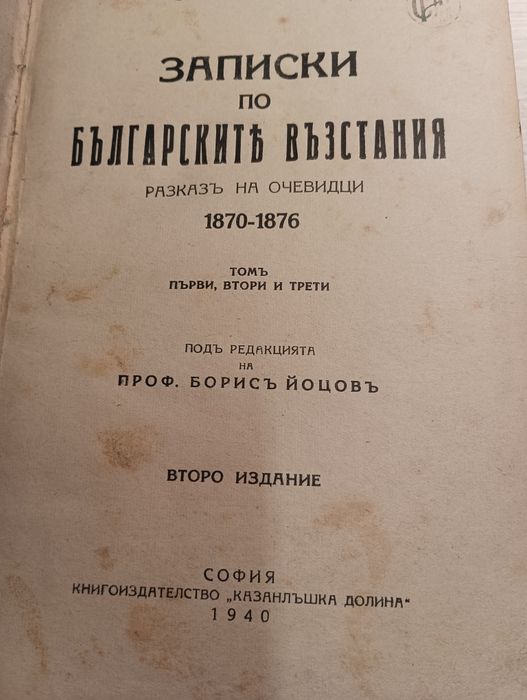 ЗАПИСКИ
ПО
БЪЛГАРСКИТѢ ВЪЗСТАНИЯ
РАЗКАЗЪ НА ОЧЕВИДЦИ
1870-1876
ТОМЪ
ПЪРВИ, ВТОРИ И ТРЕТИ
ПОДЪ РЕДАКЦИЯТА
НА
ПРОФ. БОРИСЪ ЙОЦОВЪ
ВТОРО ИЗДАНИЕ
СОФИЯ
КНИГОИЗДАТЕЛСТВО „КАЗАНЛЪШКА ДОЛИНА“
1940